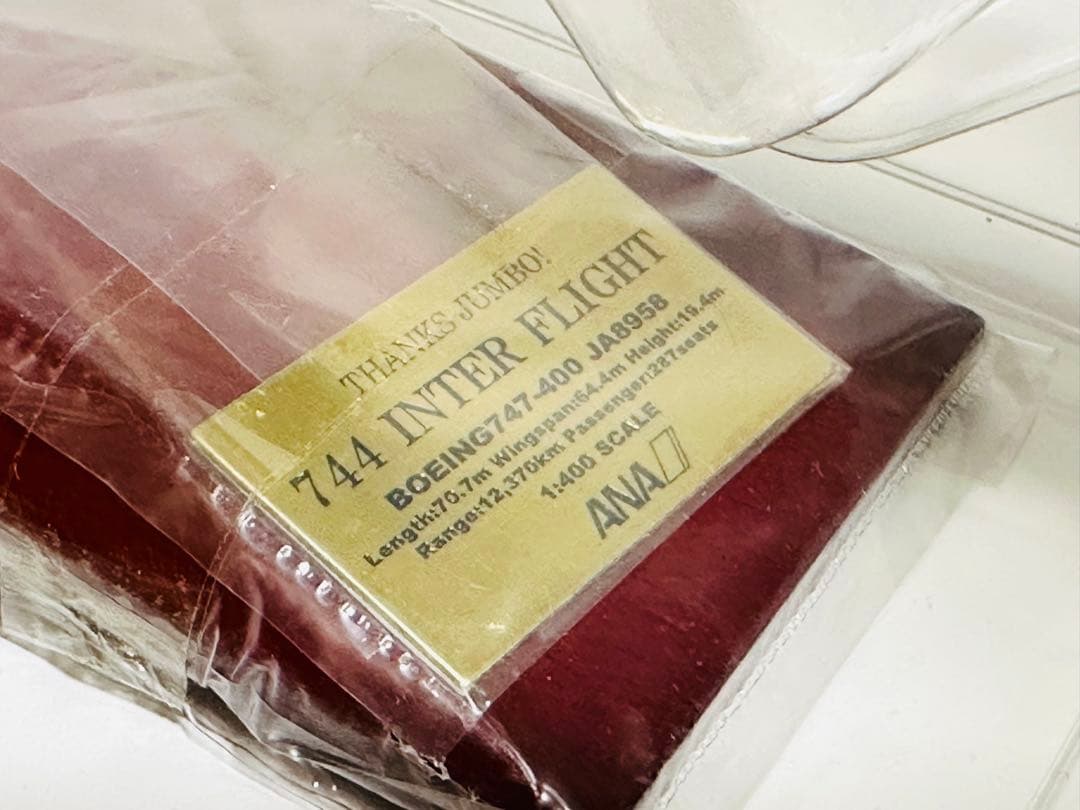 THANKS JUMBO!
744 INTER FLIGHT
BOEING747-400 JA8958
Length:70.7m Wingspan:64.4m Height:19.4m
Range:12,370km Passenger:287seats
1:400 SCALE
ANA